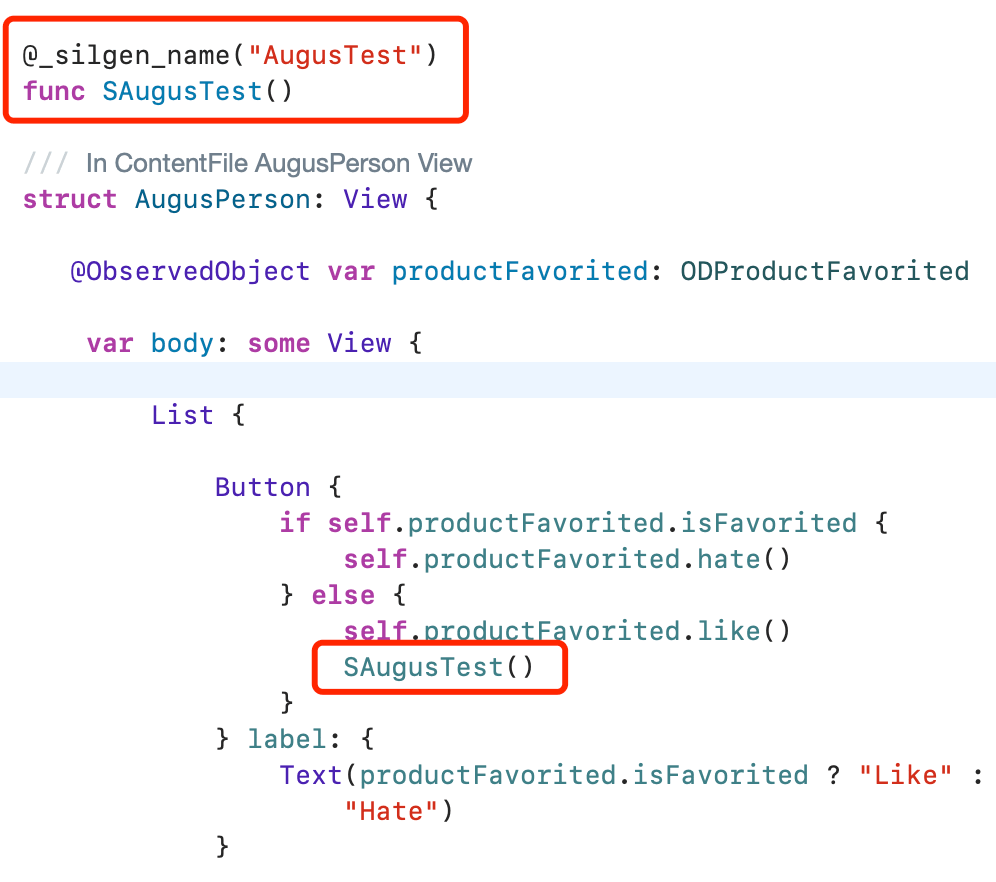 @_silgen_name("AugusTest")
func SAugusTest()
/// In ContentFile AugusPerson View
struct AugusPerson: View {
@ObservedObject var productFavorited: ODProductFavorited
var body: some View {
List {
Button {
if self.productFavorited.isFavorited {
self.productFavorited.hate()
} else {
self.productFavorited.like()
SAugusTest()
}
} label: {
Text(productFavorited.isFavorited ? "Like" :
"Hate")
}